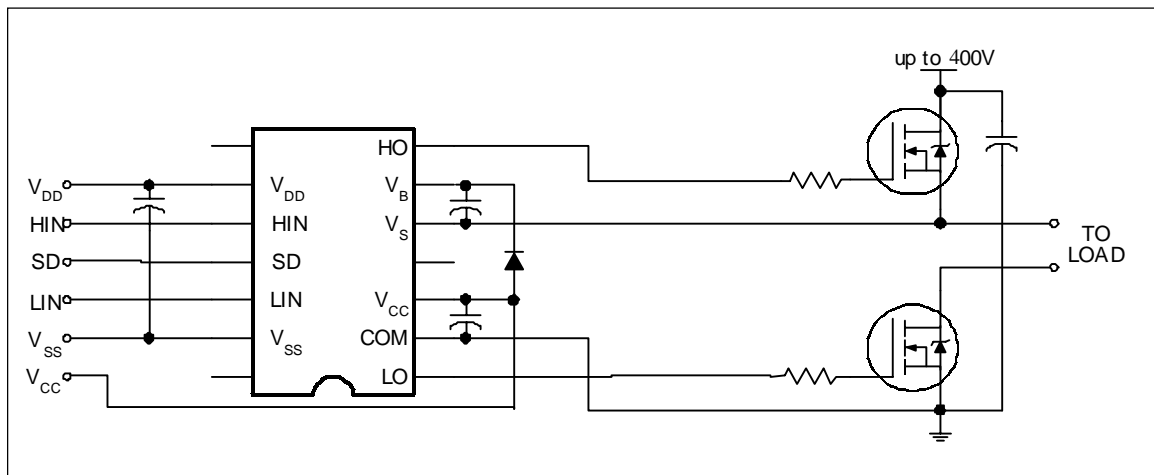 up to 400V
HO
V_DD
V_DD
V_B
HIN
HIN
V_S
TO
LOAD
SD
SD
LIN
LIN
V_CC
V_SS
V_SS
COM
V_CC
LO